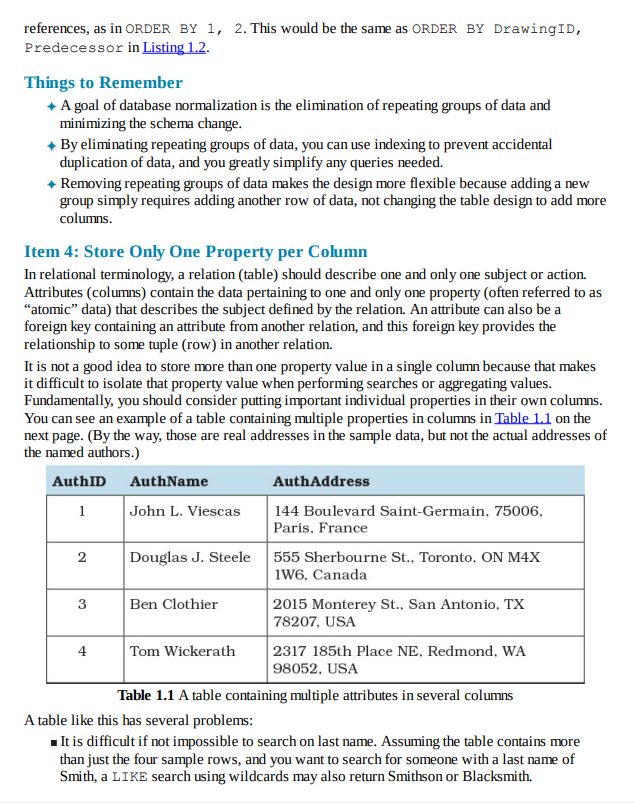 references, as in ORDER BY 1, 2. This would be the same as ORDER BY DrawingID,
Predecessor in Listing 1.2.
Things to Remember
✦ A goal of database normalization is the elimination of repeating groups of data and
minimizing the schema change.
✦ By eliminating repeating groups of data, you can use indexing to prevent accidental
duplication of data, and you greatly simplify any queries needed.
✦ Removing repeating groups of data makes the design more flexible because adding a new
group simply requires adding another row of data, not changing the table design to add more
columns.
Item 4: Store Only One Property per Column
In relational terminology, a relation (table) should describe one and only one subject or action.
Attributes (columns) contain the data pertaining to one and only one property (often referred to as
“atomic” data) that describes the subject defined by the relation. An attribute can also be a
foreign key containing an attribute from another relation, and this foreign key provides the
relationship to some tuple (row) in another relation.
It is not a good idea to store more than one property value in a single column because that makes
it difficult to isolate that property value when performing searches or aggregating values.
Fundamentally, you should consider putting important individual properties in their own columns.
You can see an example of a table containing multiple properties in columns in Table 1.1 on the
next page. (By the way, those are real addresses in the sample data, but not the actual addresses of
the named authors.)
AuthID AuthName AuthAddress
1 John L. Viescas 144 Boulevard Saint-Germain, 75006,
Paris, France
2 Douglas J. Steele 555 Sherbourne St., Toronto, ON M4X
1W6, Canada
3 Ben Clothier 2015 Monterey St., San Antonio, TX
78207, USA
4 Tom Wickerath 2317 185th Place NE, Redmond, WA
98052, USA
Table 1.1 A table containing multiple attributes in several columns
A table like this has several problems:
■ It is difficult if not impossible to search on last name. Assuming the table contains more
than just the four sample rows, and you want to search for someone with a last name of
Smith, a LIKE search using wildcards may also return Smithson or Blacksmith.